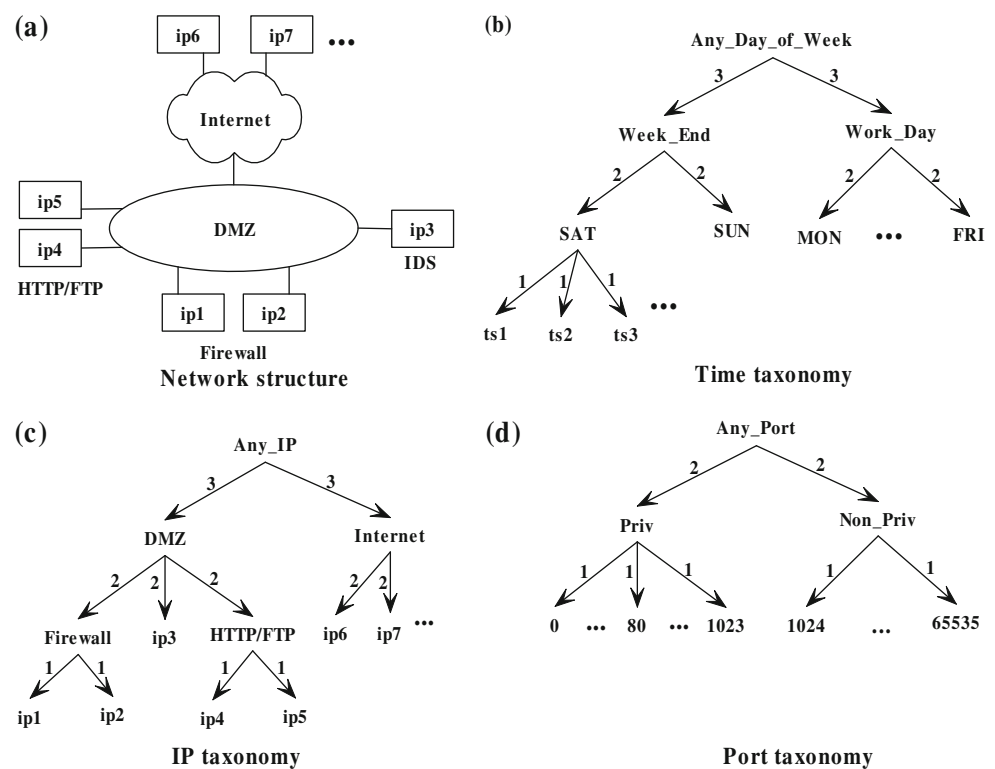 (a)
ip6 ip7 •••
Internet
ip5
DMZ
ip3
ip4
IDS
HTTP/FTP
ip1 ip2
Firewall
Network structure
(b)
Any_Day_of_Week
3 3
Week_End Work_Day
2 2 2 2
SAT SUN MON ••• FRI
1 1 1
ts1 ts2 ts3 •••
Time taxonomy
(c)
Any_IP
3 3
DMZ Internet
2 2 2 2 2
Firewall ip3 HTTP/FTP ip6 ip7 •••
1 1 1 1
ip1 ip2 ip4 ip5
IP taxonomy
(d)
Any_Port
2 2
Priv Non_Priv
1 1 1 1 1
0 ••• 80 ••• 1023 1024 ••• 65535
Port taxonomy